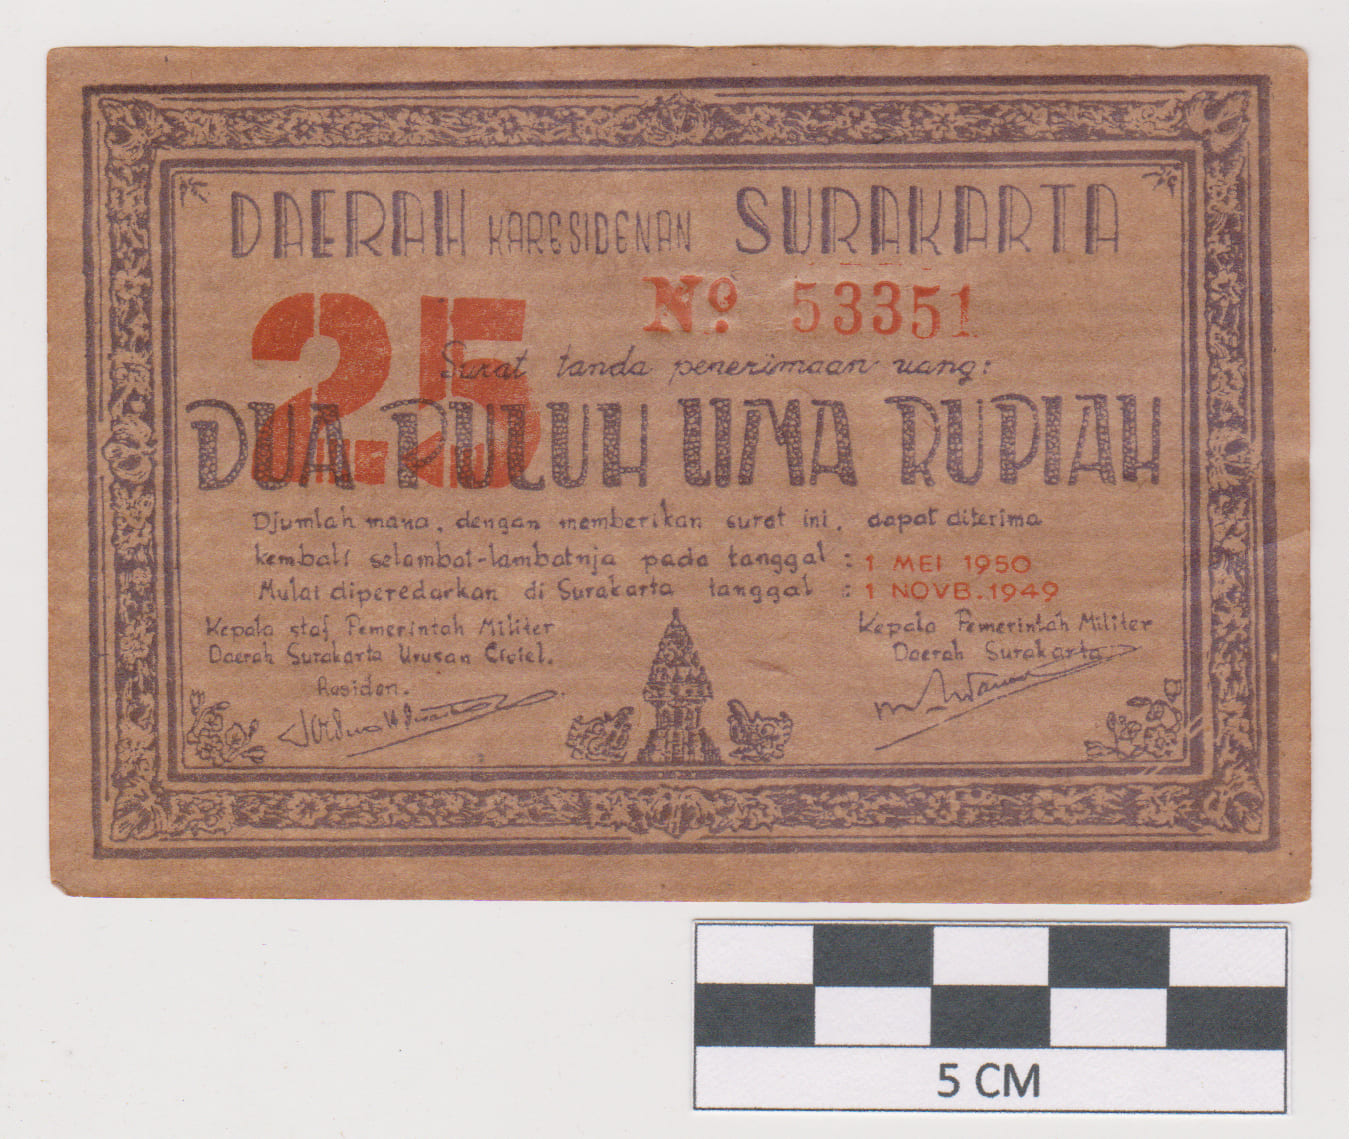 DAERAH KARESIDENAN SURAKARTA
No. 53351
25
Surat tanda penerimaan uang:
DUA PULUH LIMA RUPIAH
Djumlah mana, dengan memberikan surat ini, dapat diterima
kembali selambat-lambatnja pada tanggal : 1 MEI 1950
Mulai diperedarkan di Surakarta tanggal : 1 NOVB. 1949
Kepala staf Pemerintah Militer
Daerah Surakarta Urusan Civiel.
Residen.
Kepala Pemerintah Militer
Daerah Surakarta
5 CM